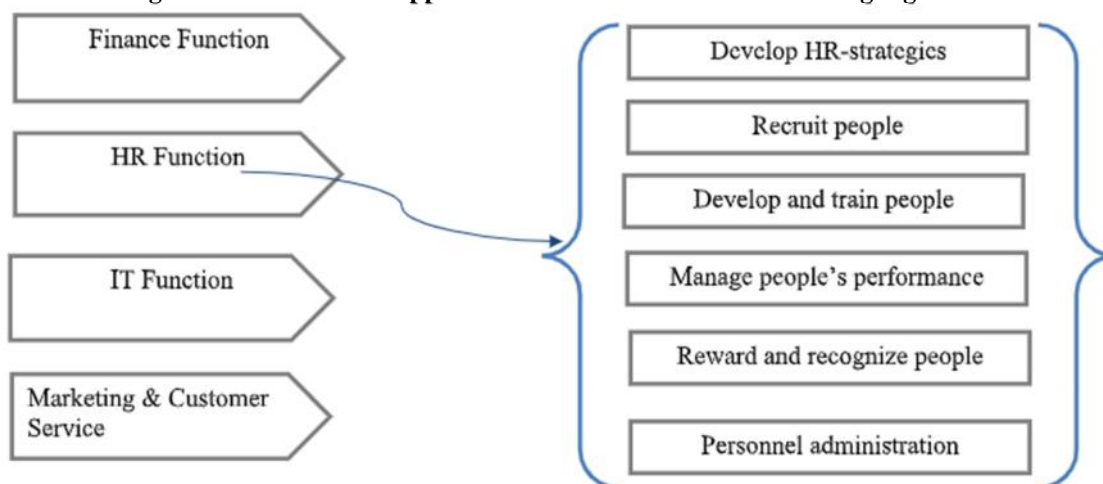 Finance Function
HR Function
IT Function
Marketing & Customer
Service
Develop HR-strategies
Recruit people
Develop and train people
Manage people’s performance
Reward and recognize people
Personnel administration